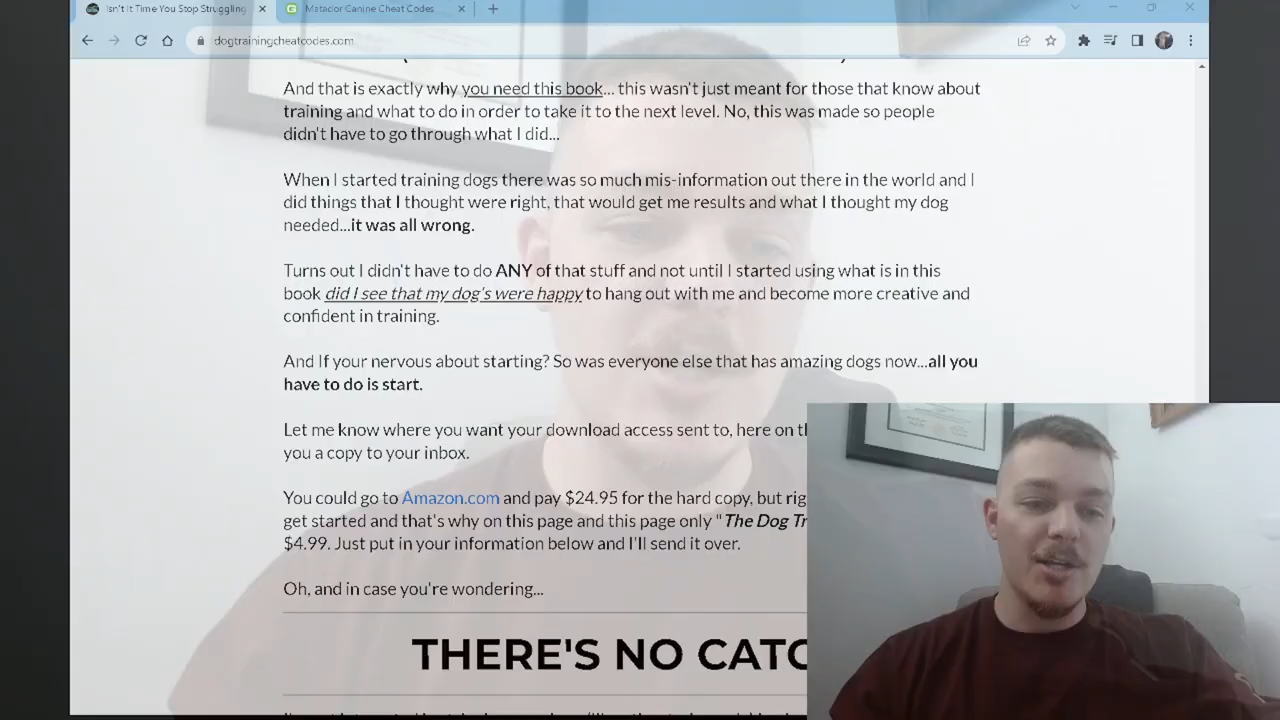 Isn't It Time You Stop Struggling
Matador Canine Cheat Codes
dogtrainingcheatcodes.com
And that is exactly why you need this book... this wasn't just meant for those that know about
training and what to do in order to take it to the next level. No, this was made so people
didn't have to go through what I did...
When I started training dogs there was so much mis-information out there in the world and I
did things that I thought were right, that would get me results and what I thought my dog
needed...it was all wrong.
Turns out I didn't have to do ANY of that stuff and not until I started using what is in this
book did I see that my dog's were happy to hang out with me and become more creative and
confident in training.
And If your nervous about starting? So was everyone else that has amazing dogs now...all you
have to do is start.
Let me know where you want your download access sent to, here on th
you a copy to your inbox.
You could go to Amazon.com and pay $24.95 for the hard copy, but rig
get started and that's why on this page and this page only "The Dog Tr
$4.99. Just put in your information below and I'll send it over.
Oh, and in case you're wondering...
THERE'S NO CATC